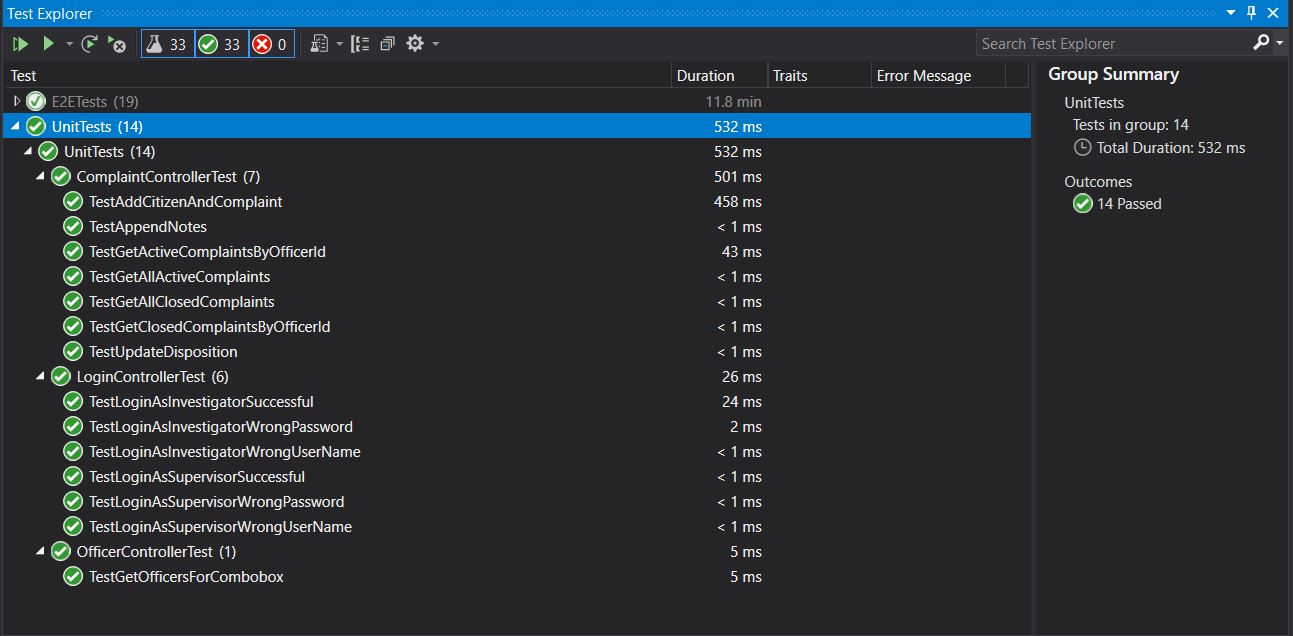 Test Explorer
33 33 0 Search Test Explorer
Test Duration Traits Error Message
E2ETests (19) 11.8 min
UnitTests (14) 532 ms
UnitTests (14) 532 ms
ComplaintControllerTest (7) 501 ms
TestAddCitizenAndComplaint 458 ms
TestAppendNotes < 1 ms
TestGetActiveComplaintsByOfficerId 43 ms
TestGetAllActiveComplaints < 1 ms
TestGetAllClosedComplaints < 1 ms
TestGetClosedComplaintsByOfficerId < 1 ms
TestUpdateDisposition < 1 ms
LoginControllerTest (6) 26 ms
TestLoginAsInvestigatorSuccessful 24 ms
TestLoginAsInvestigatorWrongPassword 2 ms
TestLoginAsInvestigatorWrongUserName < 1 ms
TestLoginAsSupervisorSuccessful < 1 ms
TestLoginAsSupervisorWrongPassword < 1 ms
TestLoginAsSupervisorWrongUserName < 1 ms
OfficerControllerTest (1) 5 ms
TestGetOfficersForCombobox 5 ms
Group Summary
UnitTests
Tests in group: 14
Total Duration: 532 ms
Outcomes
14 Passed